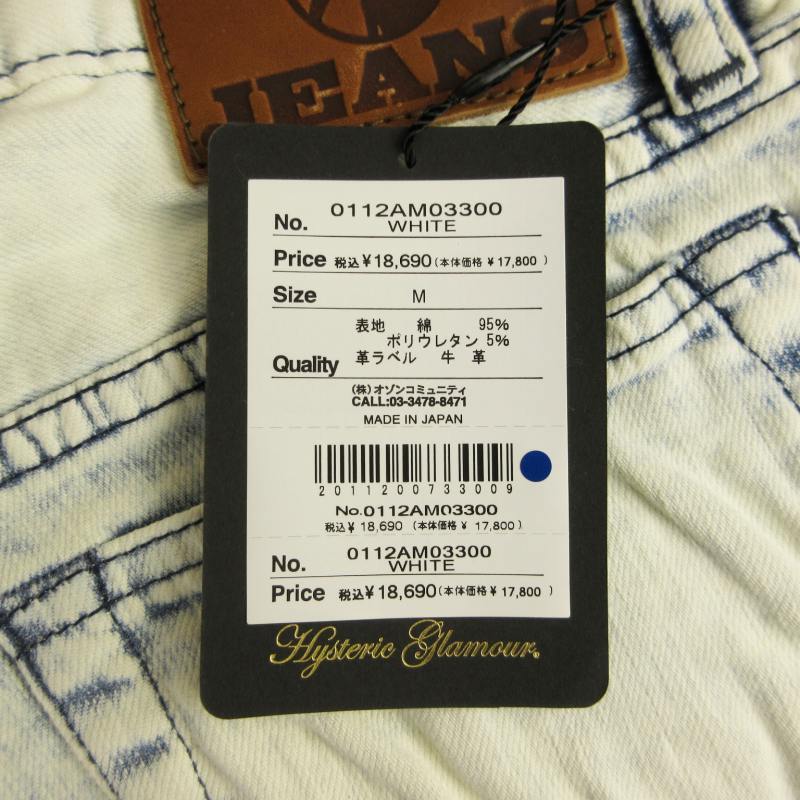 JEANS
No. 0112AM03300
WHITE
Price 税込¥18,690(本体価格 ¥17,800 )
Size M
表地 綿 95%
ポリウレタン 5%
Quality 革ラベル 牛革
(株)オゾンコミュニティ
CALL:03-3478-8471
MADE IN JAPAN
2011200733009
No.0112AM03300
税込¥18,690 (本体価格¥ 17,800)
No. 0112AM03300
WHITE
Price 税込¥18,690(本体価格 ¥17,800 )
Hysteric Glamour.